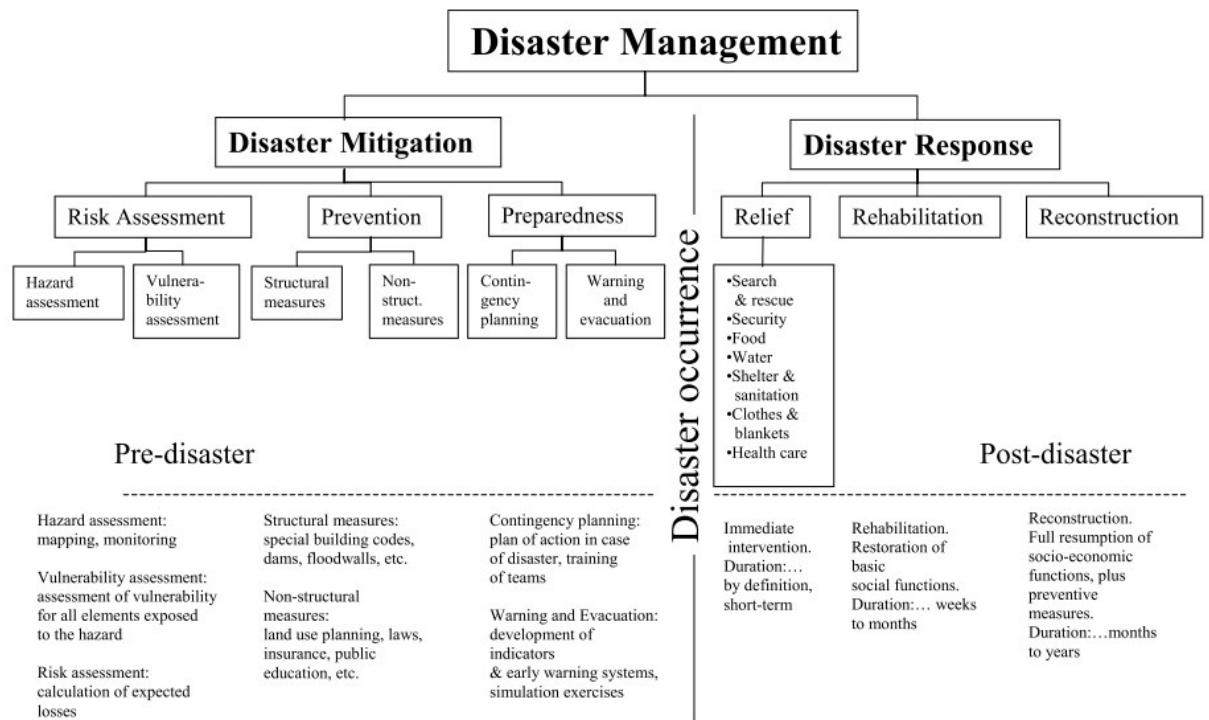 Disaster Management
Disaster Mitigation
Disaster Response
Risk Assessment
Prevention
Preparedness
Relief
Rehabilitation
Reconstruction
Hazard
assessment
Vulnera-
bility
assessment
Structural
measures
Non-
struct.
measures
Contin-
gency
planning
Warning
and
evacuation
•Search
& rescue
•Security
•Food
•Water
•Shelter &
sanitation
•Clothes &
blankets
•Health care
Disaster occurrence
Pre-disaster
Post-disaster
Hazard assessment:
mapping, monitoring
Vulnerability assessment:
assessment of vulnerability
for all elements exposed
to the hazard
Risk assessment:
calculation of expected
losses
Structural measures:
special building codes,
dams, floodwalls, etc.
Non-structural
measures:
land use planning, laws,
insurance, public
education, etc.
Contingency planning:
plan of action in case
of disaster, training
of teams
Warning and Evacuation:
development of
indicators
& early warning systems,
simulation exercises
Immediate
intervention.
Duration:…
by definition,
short-term
Rehabilitation.
Restoration of
basic
social functions.
Duration:… weeks
to months
Reconstruction.
Full resumption of
socio-economic
functions, plus
preventive
measures.
Duration:…months
to years